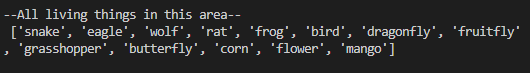 --All living things in this area--
['snake', 'eagle', 'wolf', 'rat', 'frog', 'bird', 'dragonfly', 'fruitfly'
, 'grasshopper', 'butterfly', 'corn', 'flower', 'mango']